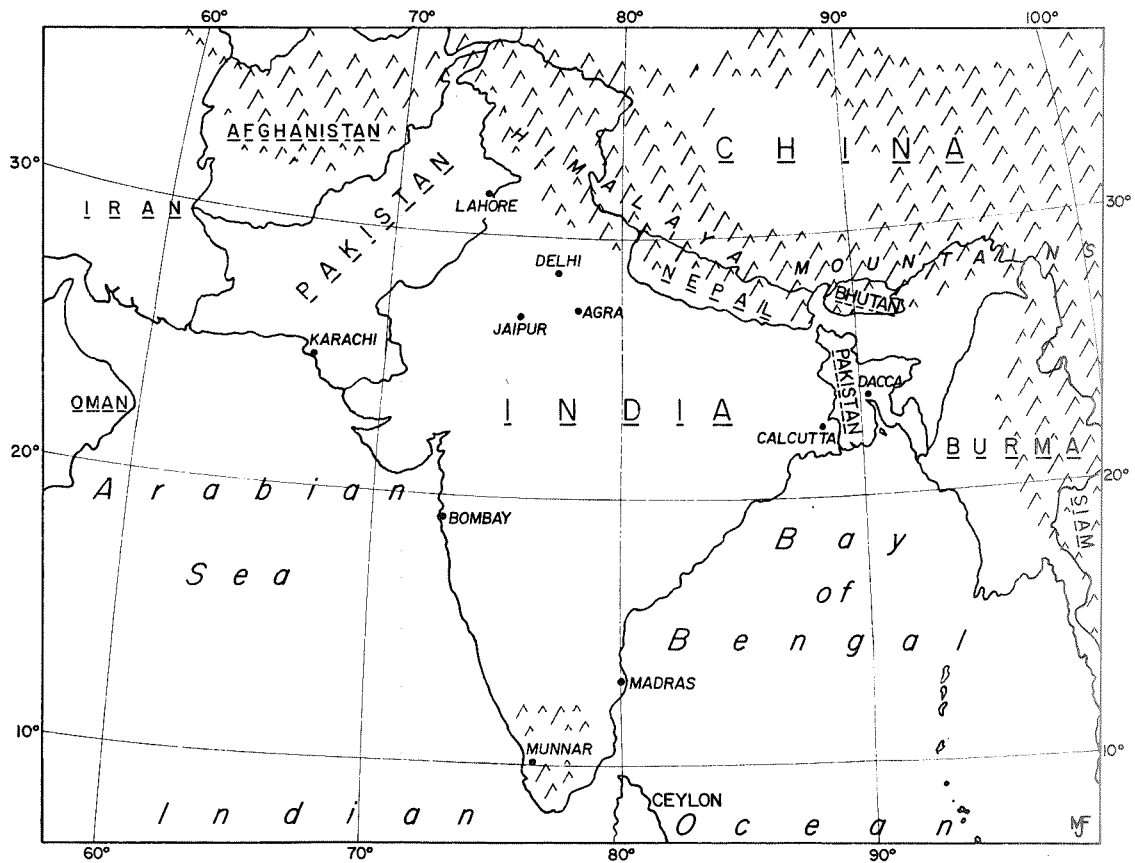 60° 70° 80° 90° 100°
AFGHANISTAN
CHINA
HIMALAYA MOUNTAINS
30°
PAKISTAN
LAHORE
IRAN
30°
DELHI
NEPAL
BHUTAN
JAIPUR
AGRA
KARACHI
PAKISTAN
DACCA
OMAN
INDIA
CALCUTTA
BURMA
20°
20°
Arabian
Sea
SIAM
BOMBAY
Bay
of
Bengal
MADRAS
10°
MUNNAR
10°
CEYLON
Indian Ocean
MJF
60° 70° 80° 90°